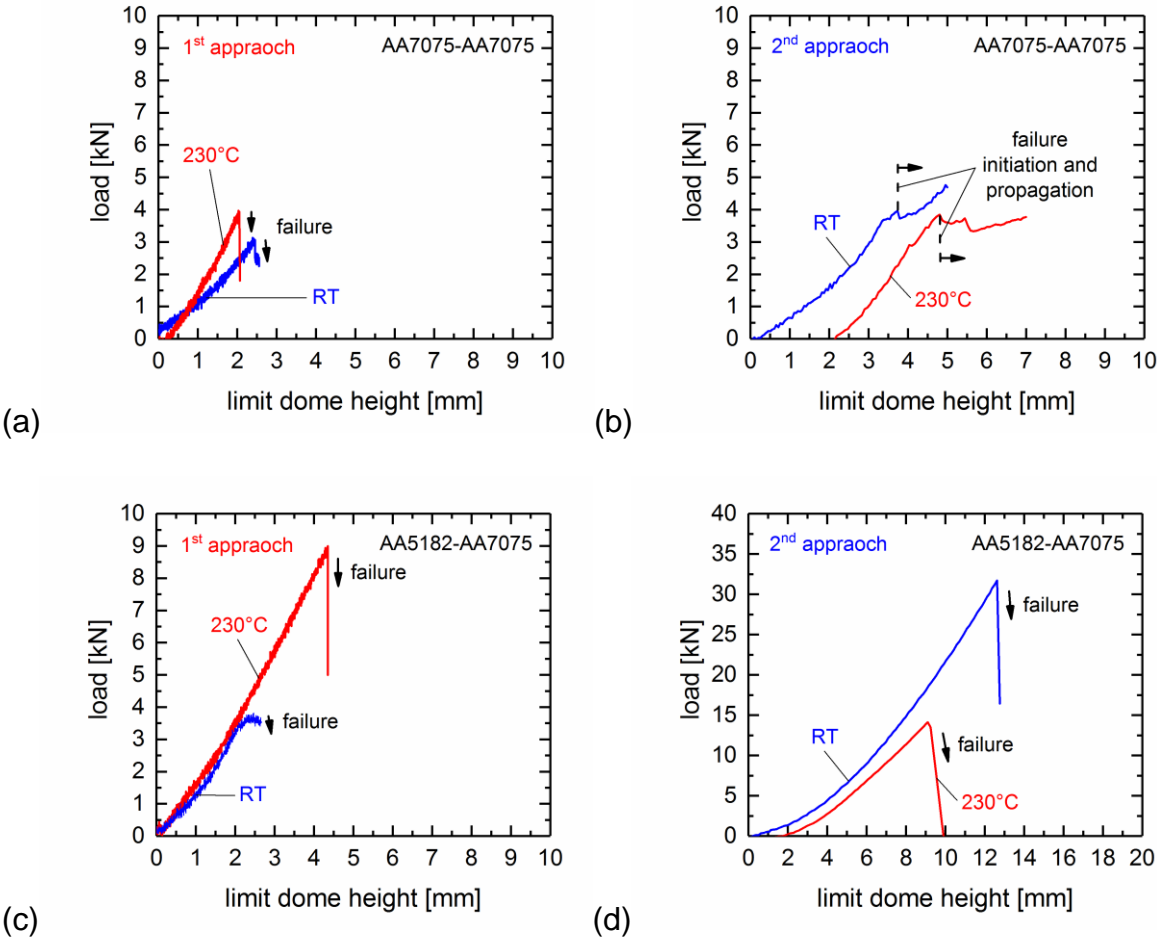 10
9
8
7
6
5
4
3
2
1
0
load [kN]
1st appraoch
AA7075-AA7075
230°C
failure
RT
0 1 2 3 4 5 6 7 8 9 10
limit dome height [mm]
(a)
10
9
8
7
6
5
4
3
2
1
0
load [kN]
2nd appraoch
AA7075-AA7075
failure
initiation and
propagation
RT
230°C
0 1 2 3 4 5 6 7 8 9 10
limit dome height [mm]
(b)
10
9
8
7
6
5
4
3
2
1
0
load [kN]
1st appraoch
AA5182-AA7075
failure
230°C
failure
RT
0 1 2 3 4 5 6 7 8 9 10
limit dome height [mm]
(c)
40
35
30
25
20
15
10
5
0
load [kN]
2nd appraoch
AA5182-AA7075
failure
RT
failure
230°C
0 2 4 6 8 10 12 14 16 18 20
limit dome height [mm]
(d)